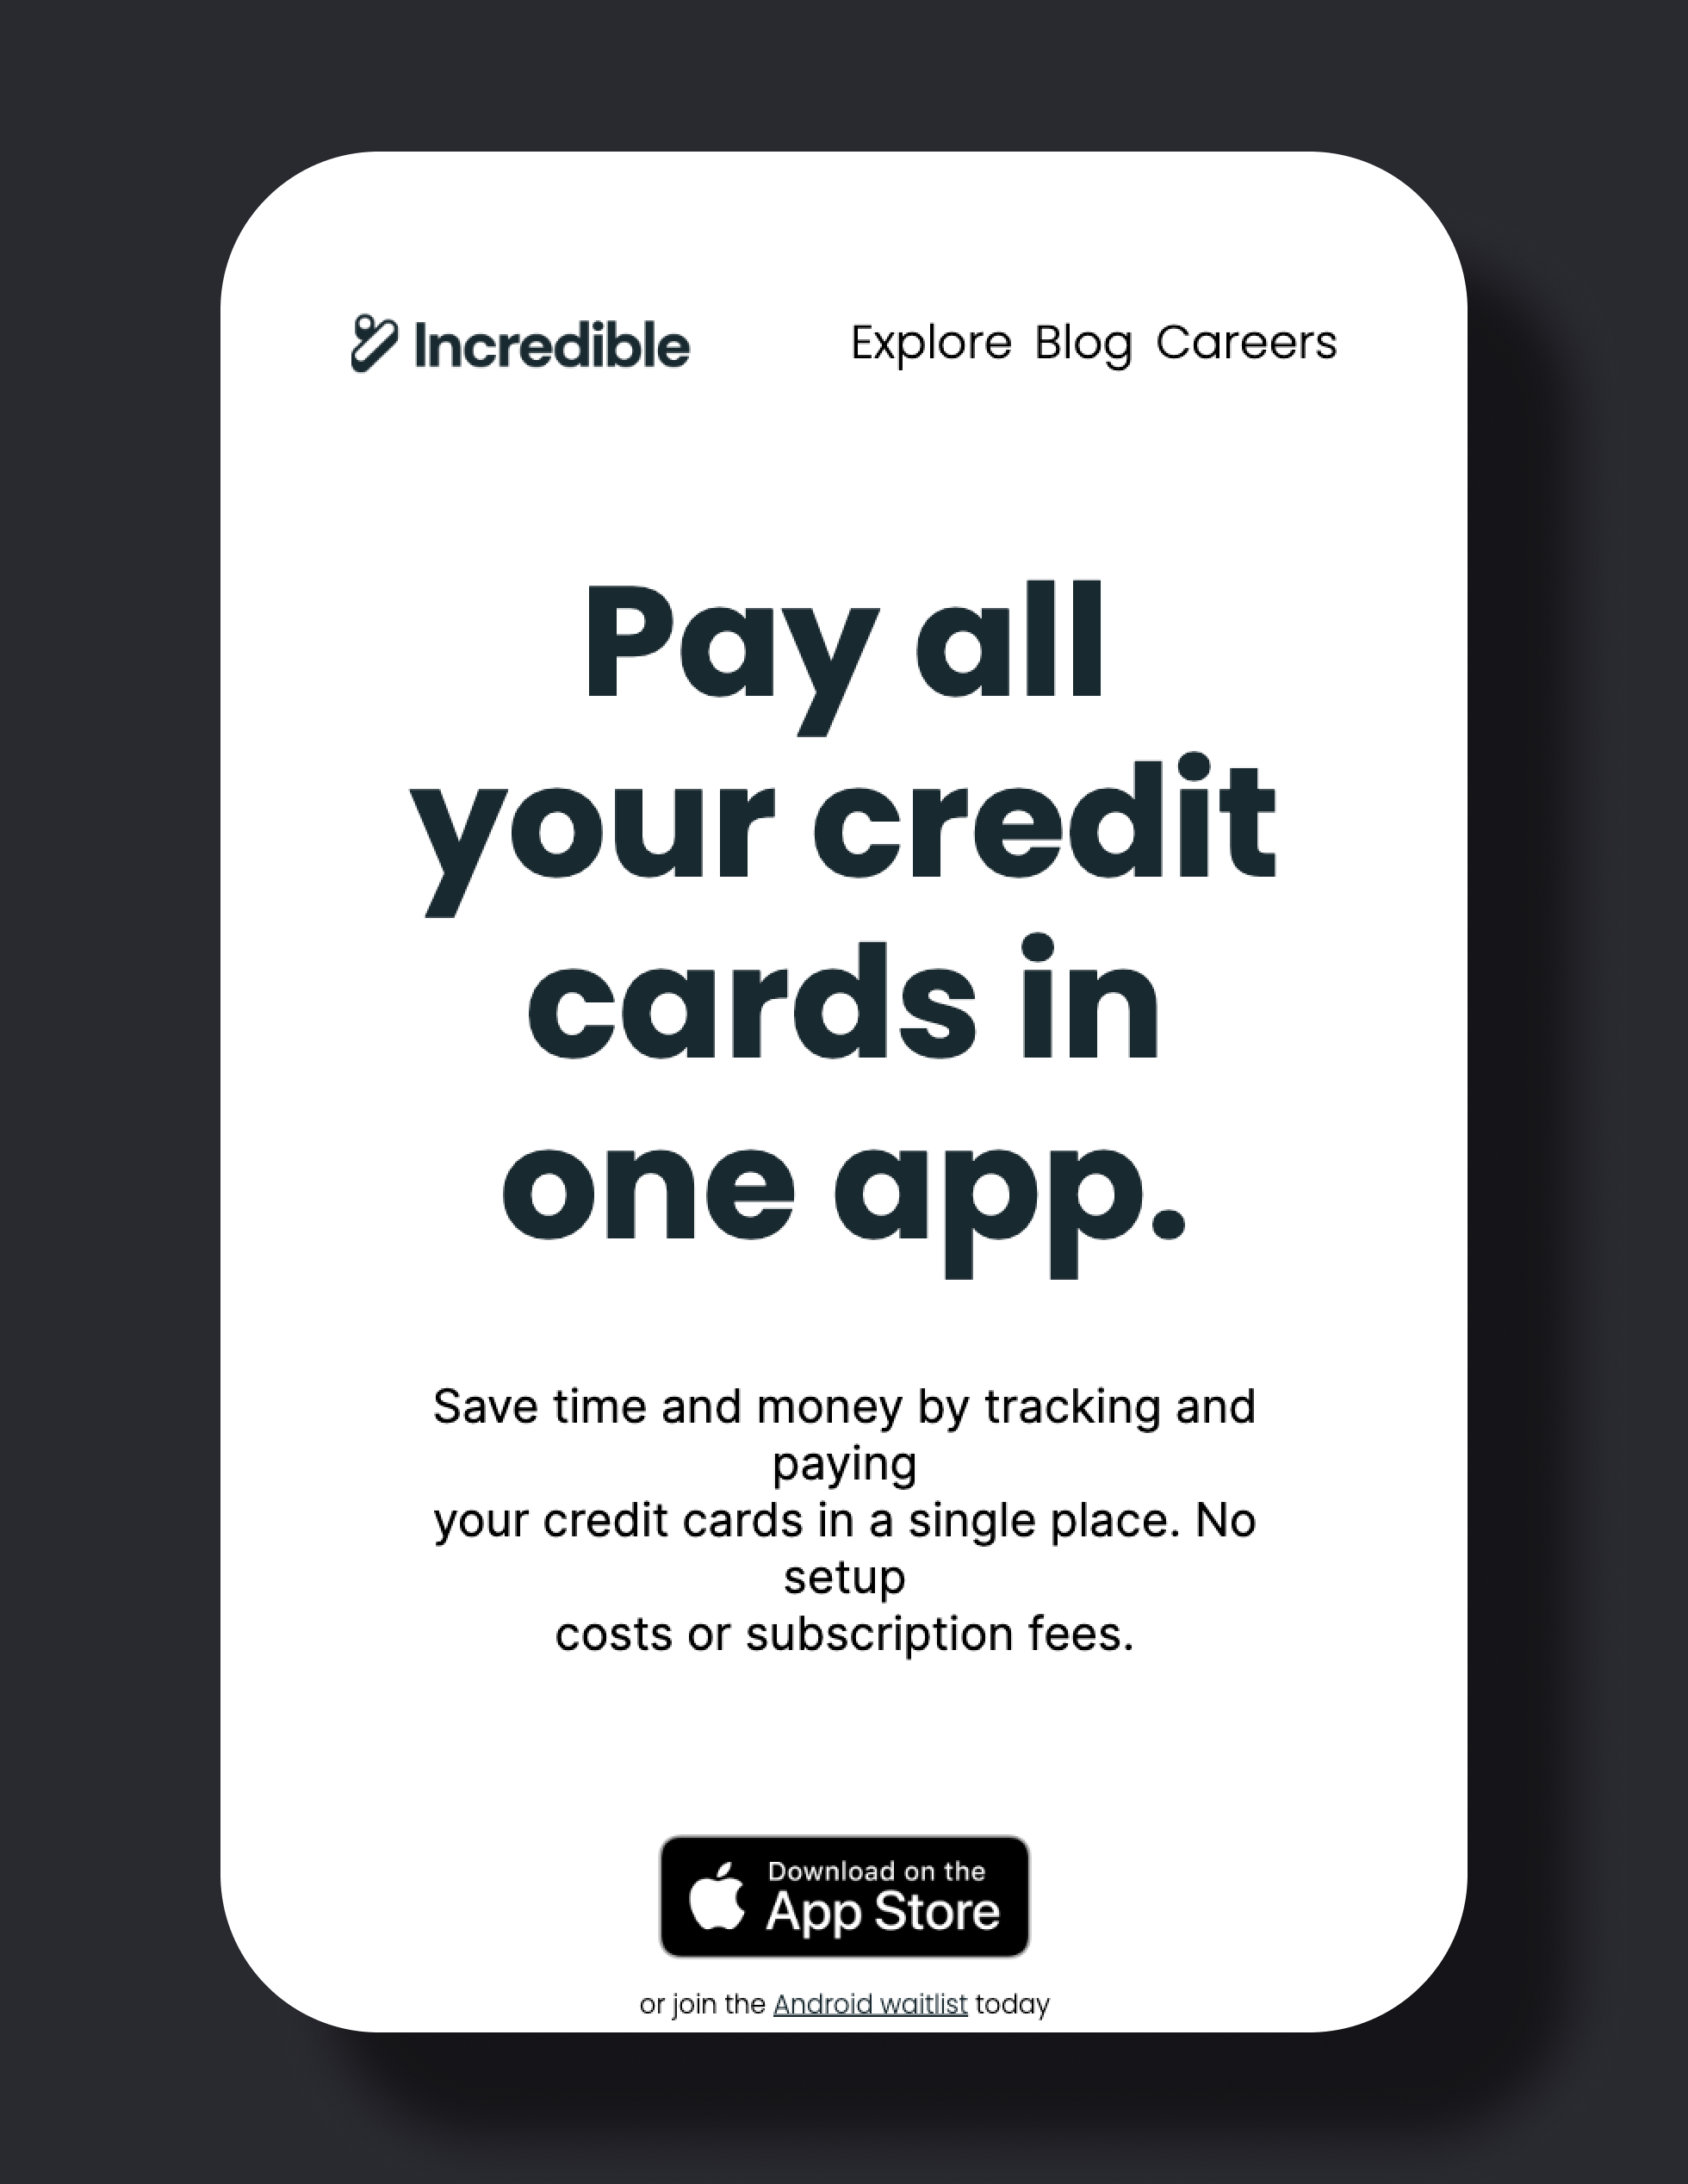 Incredible Explore Blog Careers
Pay all
your credit
cards in
one app.
Save time and money by tracking and
paying
your credit cards in a single place. No
setup
costs or subscription fees.
Download on the
App Store
or join the Android waitlist today